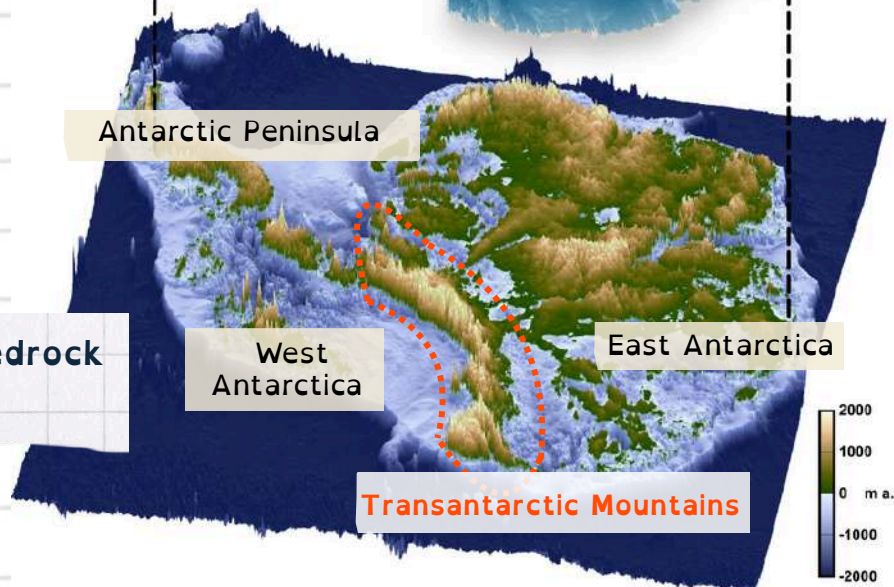 Antarctic Peninsula
edrock
West
Antarctica
East Antarctica
Transantarctic Mountains
2000
1000
0 m a.
-1000
-2000